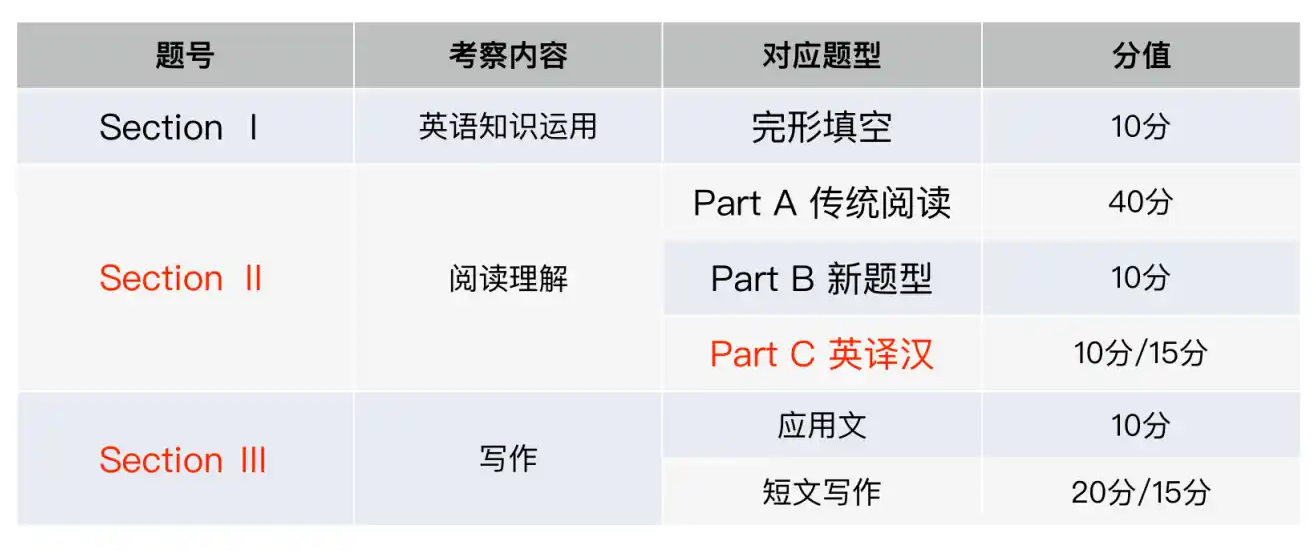 题号 考察内容 对应题型 分值
Section Ⅰ 英语知识运用 完形填空 10分
Section Ⅱ 阅读理解 Part A 传统阅读 40分
Part B 新题型 10分
Part C 英译汉 10分/15分
Section Ⅲ 写作 应用文 10分
短文写作 20分/15分